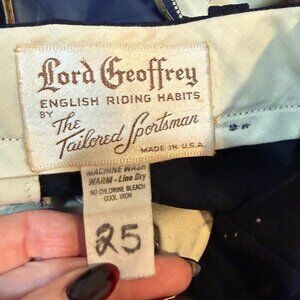 Lord Geoffrey
ENGLISH RIDING HABITS
BY
The
Tailored Sportsman
MADE IN U.S.A.
MACHINE WASH
WARM - Line Dry
NO CHLORINE BLEACH
COOL IRON
25